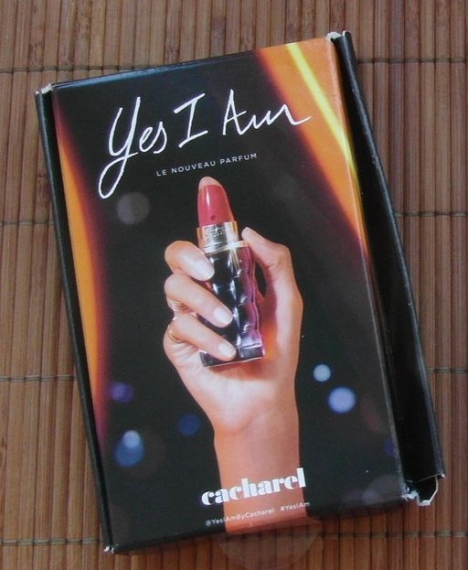 Yes I Am
LE NOUVEAU PARFUM
cacharel
@YesIAmByCacharel #YesIAm